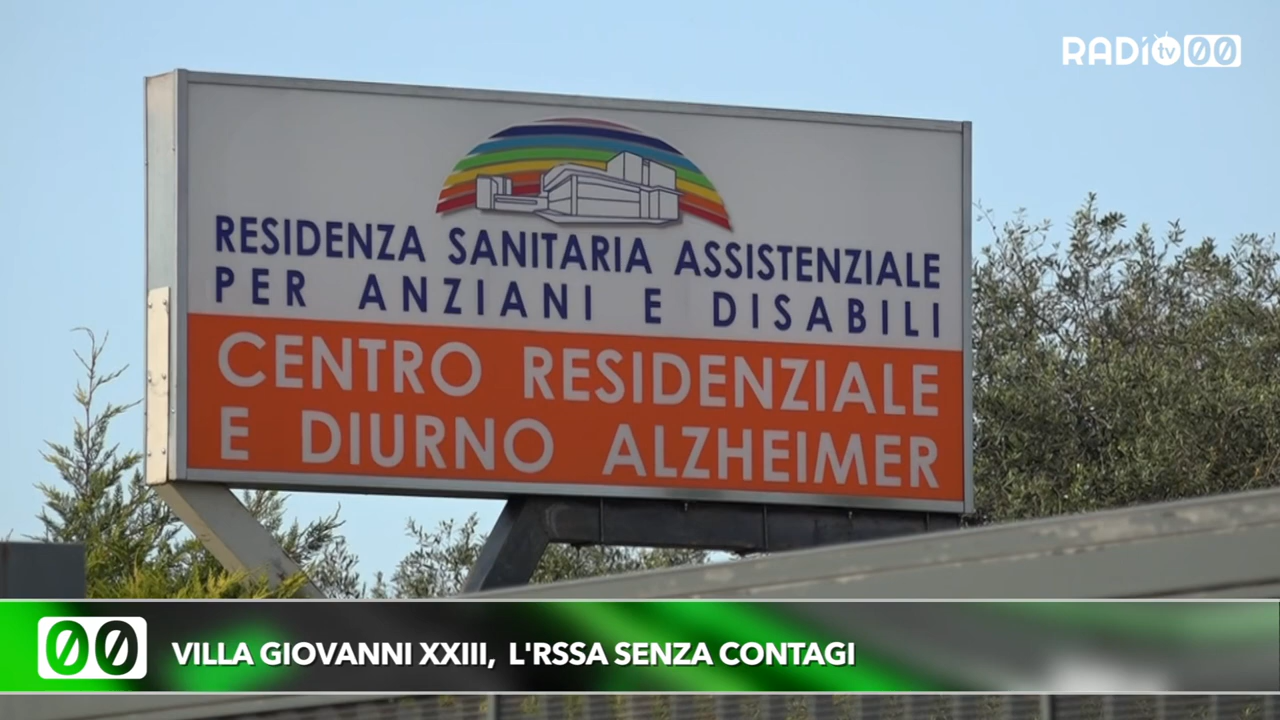 RADIO tv 00
RESIDENZA SANITARIA ASSISTENZIALE
PER ANZIANI E DISABILI
CENTRO RESIDENZIALE
E DIURNO ALZHEIMER
00 VILLA GIOVANNI XXIII, L'RSSA SENZA CONTAGI